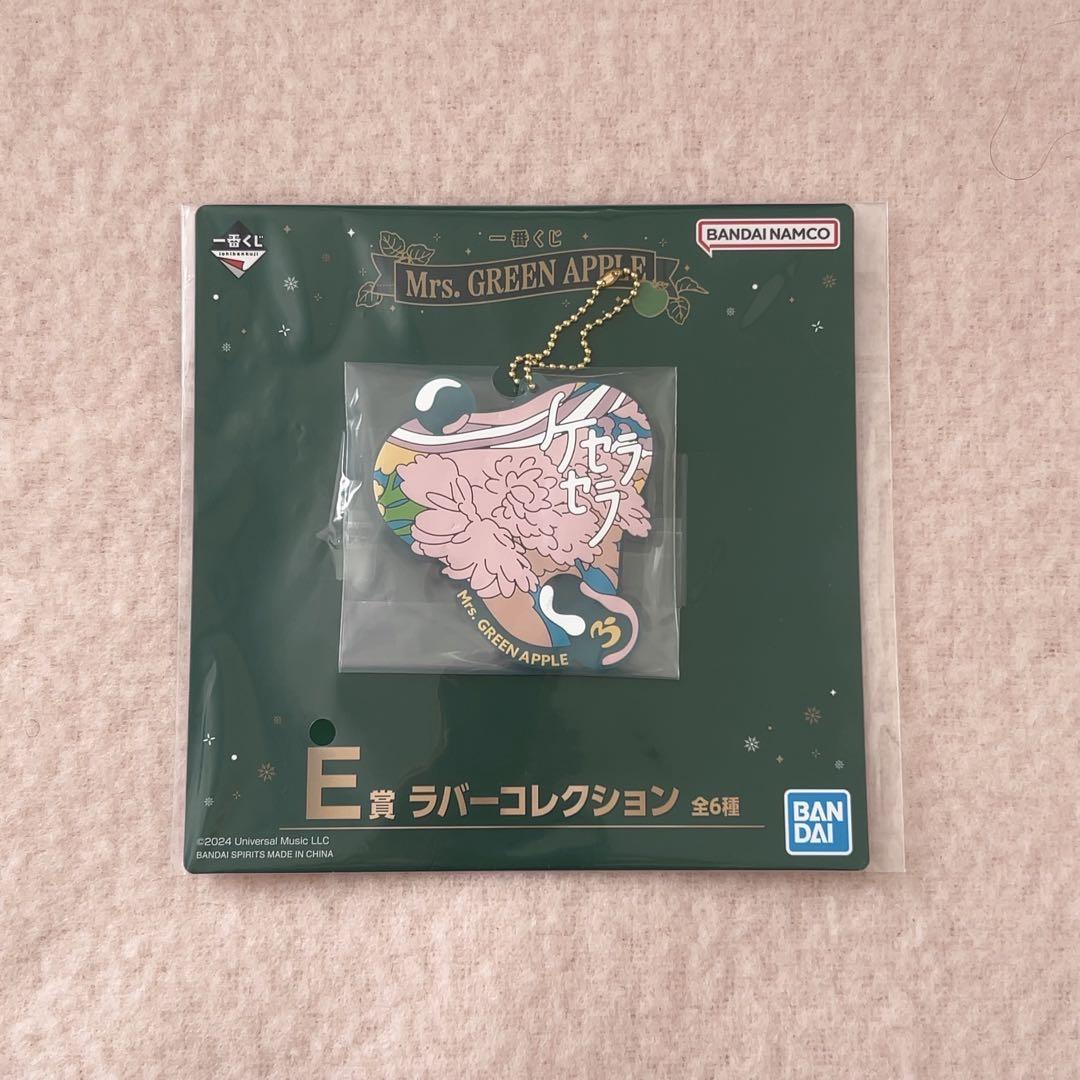 一番くじ
ichibankuji
一番くじ
Mrs. GREEN APPLE
BANDAI NAMCO
ケセラ
セラ
Mrs. GREEN APPLE
E賞 ラバーコレクション 全6種
©2024 Universal Music LLC
BANDAI SPIRITS MADE IN CHINA
BAN
DAI